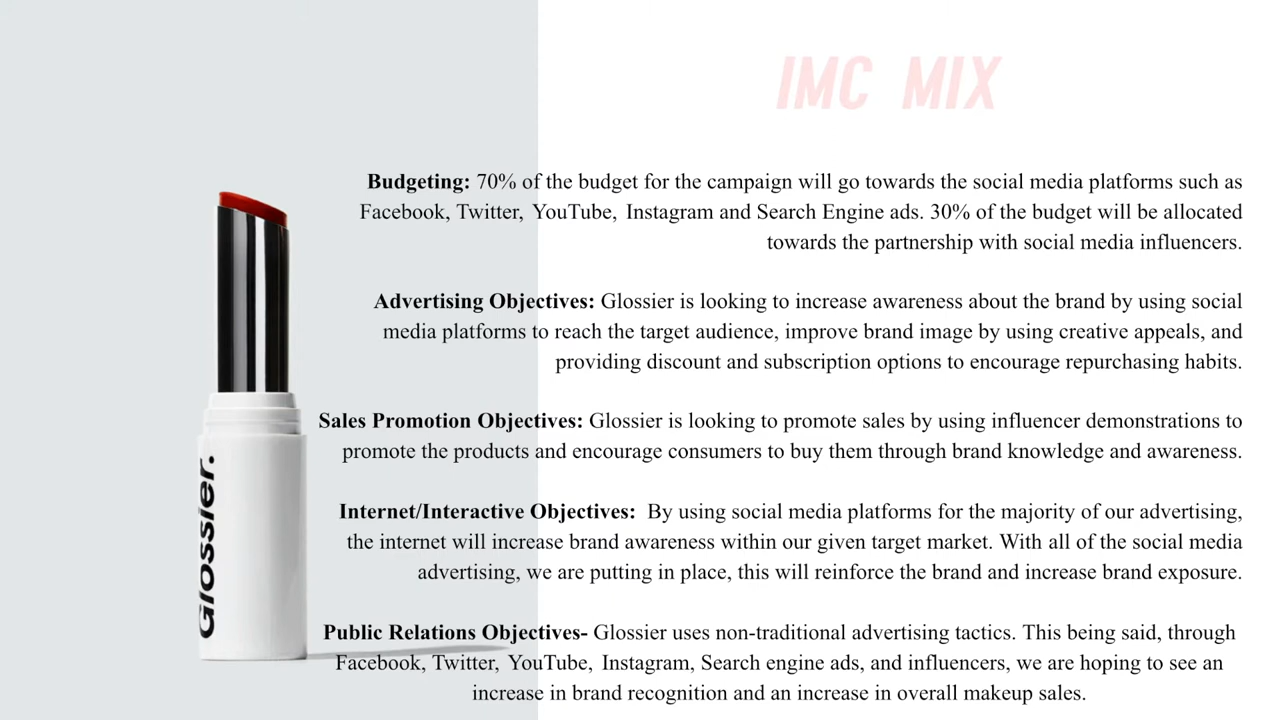 IMC MIX
Budgeting: 70% of the budget for the campaign will go towards the social media platforms such as
Facebook, Twitter, YouTube, Instagram and Search Engine ads. 30% of the budget will be allocated
towards the partnership with social media influencers.
Advertising Objectives: Glossier is looking to increase awareness about the brand by using social
media platforms to reach the target audience, improve brand image by using creative appeals, and
providing discount and subscription options to encourage repurchasing habits.
Sales Promotion Objectives: Glossier is looking to promote sales by using influencer demonstrations to
promote the products and encourage consumers to buy them through brand knowledge and awareness.
Internet/Interactive Objectives: By using social media platforms for the majority of our advertising,
the internet will increase brand awareness within our given target market. With all of the social media
advertising, we are putting in place, this will reinforce the brand and increase brand exposure.
Public Relations Objectives- Glossier uses non-traditional advertising tactics. This being said, through
Facebook, Twitter, YouTube, Instagram, Search engine ads, and influencers, we are hoping to see an
increase in brand recognition and an increase in overall makeup sales.
Glossier.